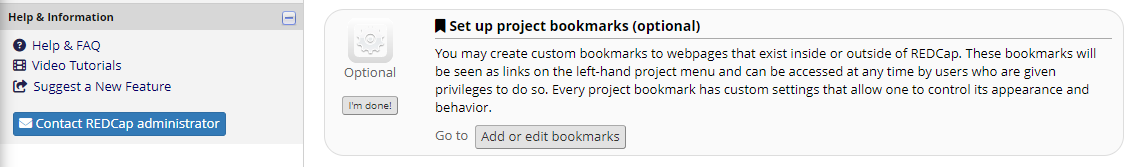 Help & Information
Help & FAQ
Video Tutorials
Suggest a New Feature
Contact REDCap administrator
Optional
I'm done!
Set up project bookmarks (optional)
You may create custom bookmarks to webpages that exist inside or outside of REDCap. These bookmarks will
be seen as links on the left-hand project menu and can be accessed at any time by users who are given
privileges to do so. Every project bookmark has custom settings that allow one to control its appearance and
behavior.
Go to Add or edit bookmarks